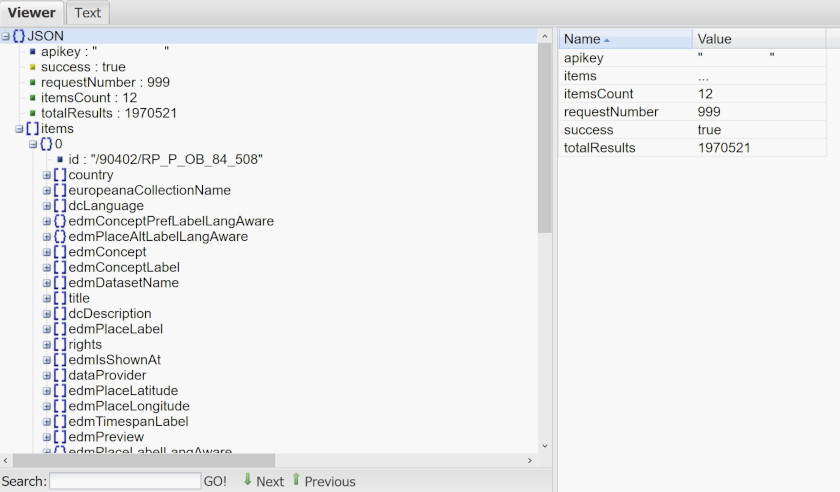 Viewer Text
JSON
apikey : " "
success : true
requestNumber : 999
itemsCount : 12
totalResults : 1970521
items
0
id : "/90402/RP_P_OB_84_508"
country
europeanaCollectionName
dcLanguage
edmConceptPrefLabelLangAware
edmPlaceAltLabelLangAware
edmConcept
edmConceptLabel
edmDatasetName
title
dcDescription
edmPlaceLabel
rights
edmIsShownAt
dataProvider
edmPlaceLatitude
edmPlaceLongitude
edmTimespanLabel
edmPreview
edmPlaceLabelLangAware
Search: GO! Next Previous
Name Value
apikey " "
items ...
itemsCount 12
requestNumber 999
success true
totalResults 1970521